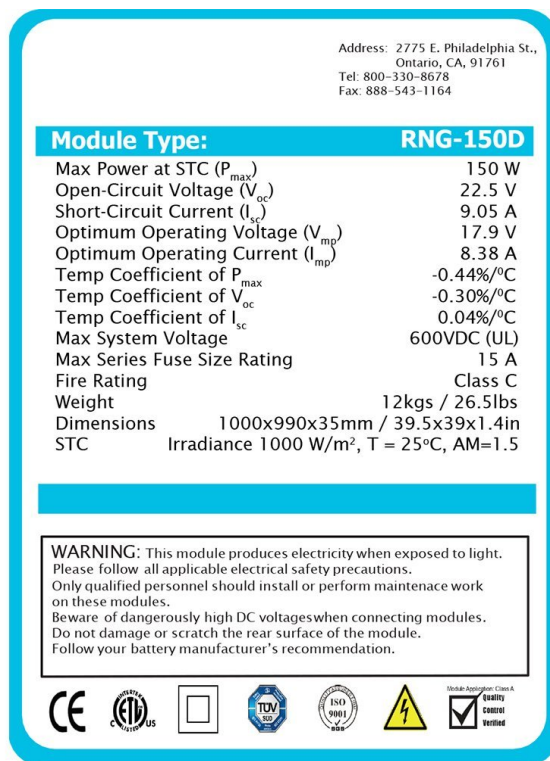 Address: 2775 E. Philadelphia St.,
Ontario, CA, 91761
Tel: 800-330-8678
Fax: 888-543-1164
Module Type: RNG-150D
Max Power at STC (Pmax) 150 W
Open-Circuit Voltage (Voc) 22.5 V
Short-Circuit Current (Isc) 9.05 A
Optimum Operating Voltage (Vmp) 17.9 V
Optimum Operating Current (Imp) 8.38 A
Temp Coefficient of Pmax -0.44%/⁰C
Temp Coefficient of Voc -0.30%/⁰C
Temp Coefficient of Isc 0.04%/⁰C
Max System Voltage 600VDC (UL)
Max Series Fuse Size Rating 15 A
Fire Rating Class C
Weight 12kgs / 26.5lbs
Dimensions 1000x990x35mm / 39.5x39x1.4in
STC Irradiance 1000 W/m², T = 25ºC, AM=1.5
WARNING: This module produces electricity when exposed to light.
Please follow all applicable electrical safety precautions.
Only qualified personnel should install or perform maintenace work
on these modules.
Beware of dangerously high DC voltageswhen connecting modules.
Do not damage or scratch the rear surface of the module.
Follow your battery manufacturer's recommendation.
CE
INTERTEK
ETL
C LISTED US
TÜV
SÜD
ISO
9001
Module Application: Class A
Quality
Control
Verified